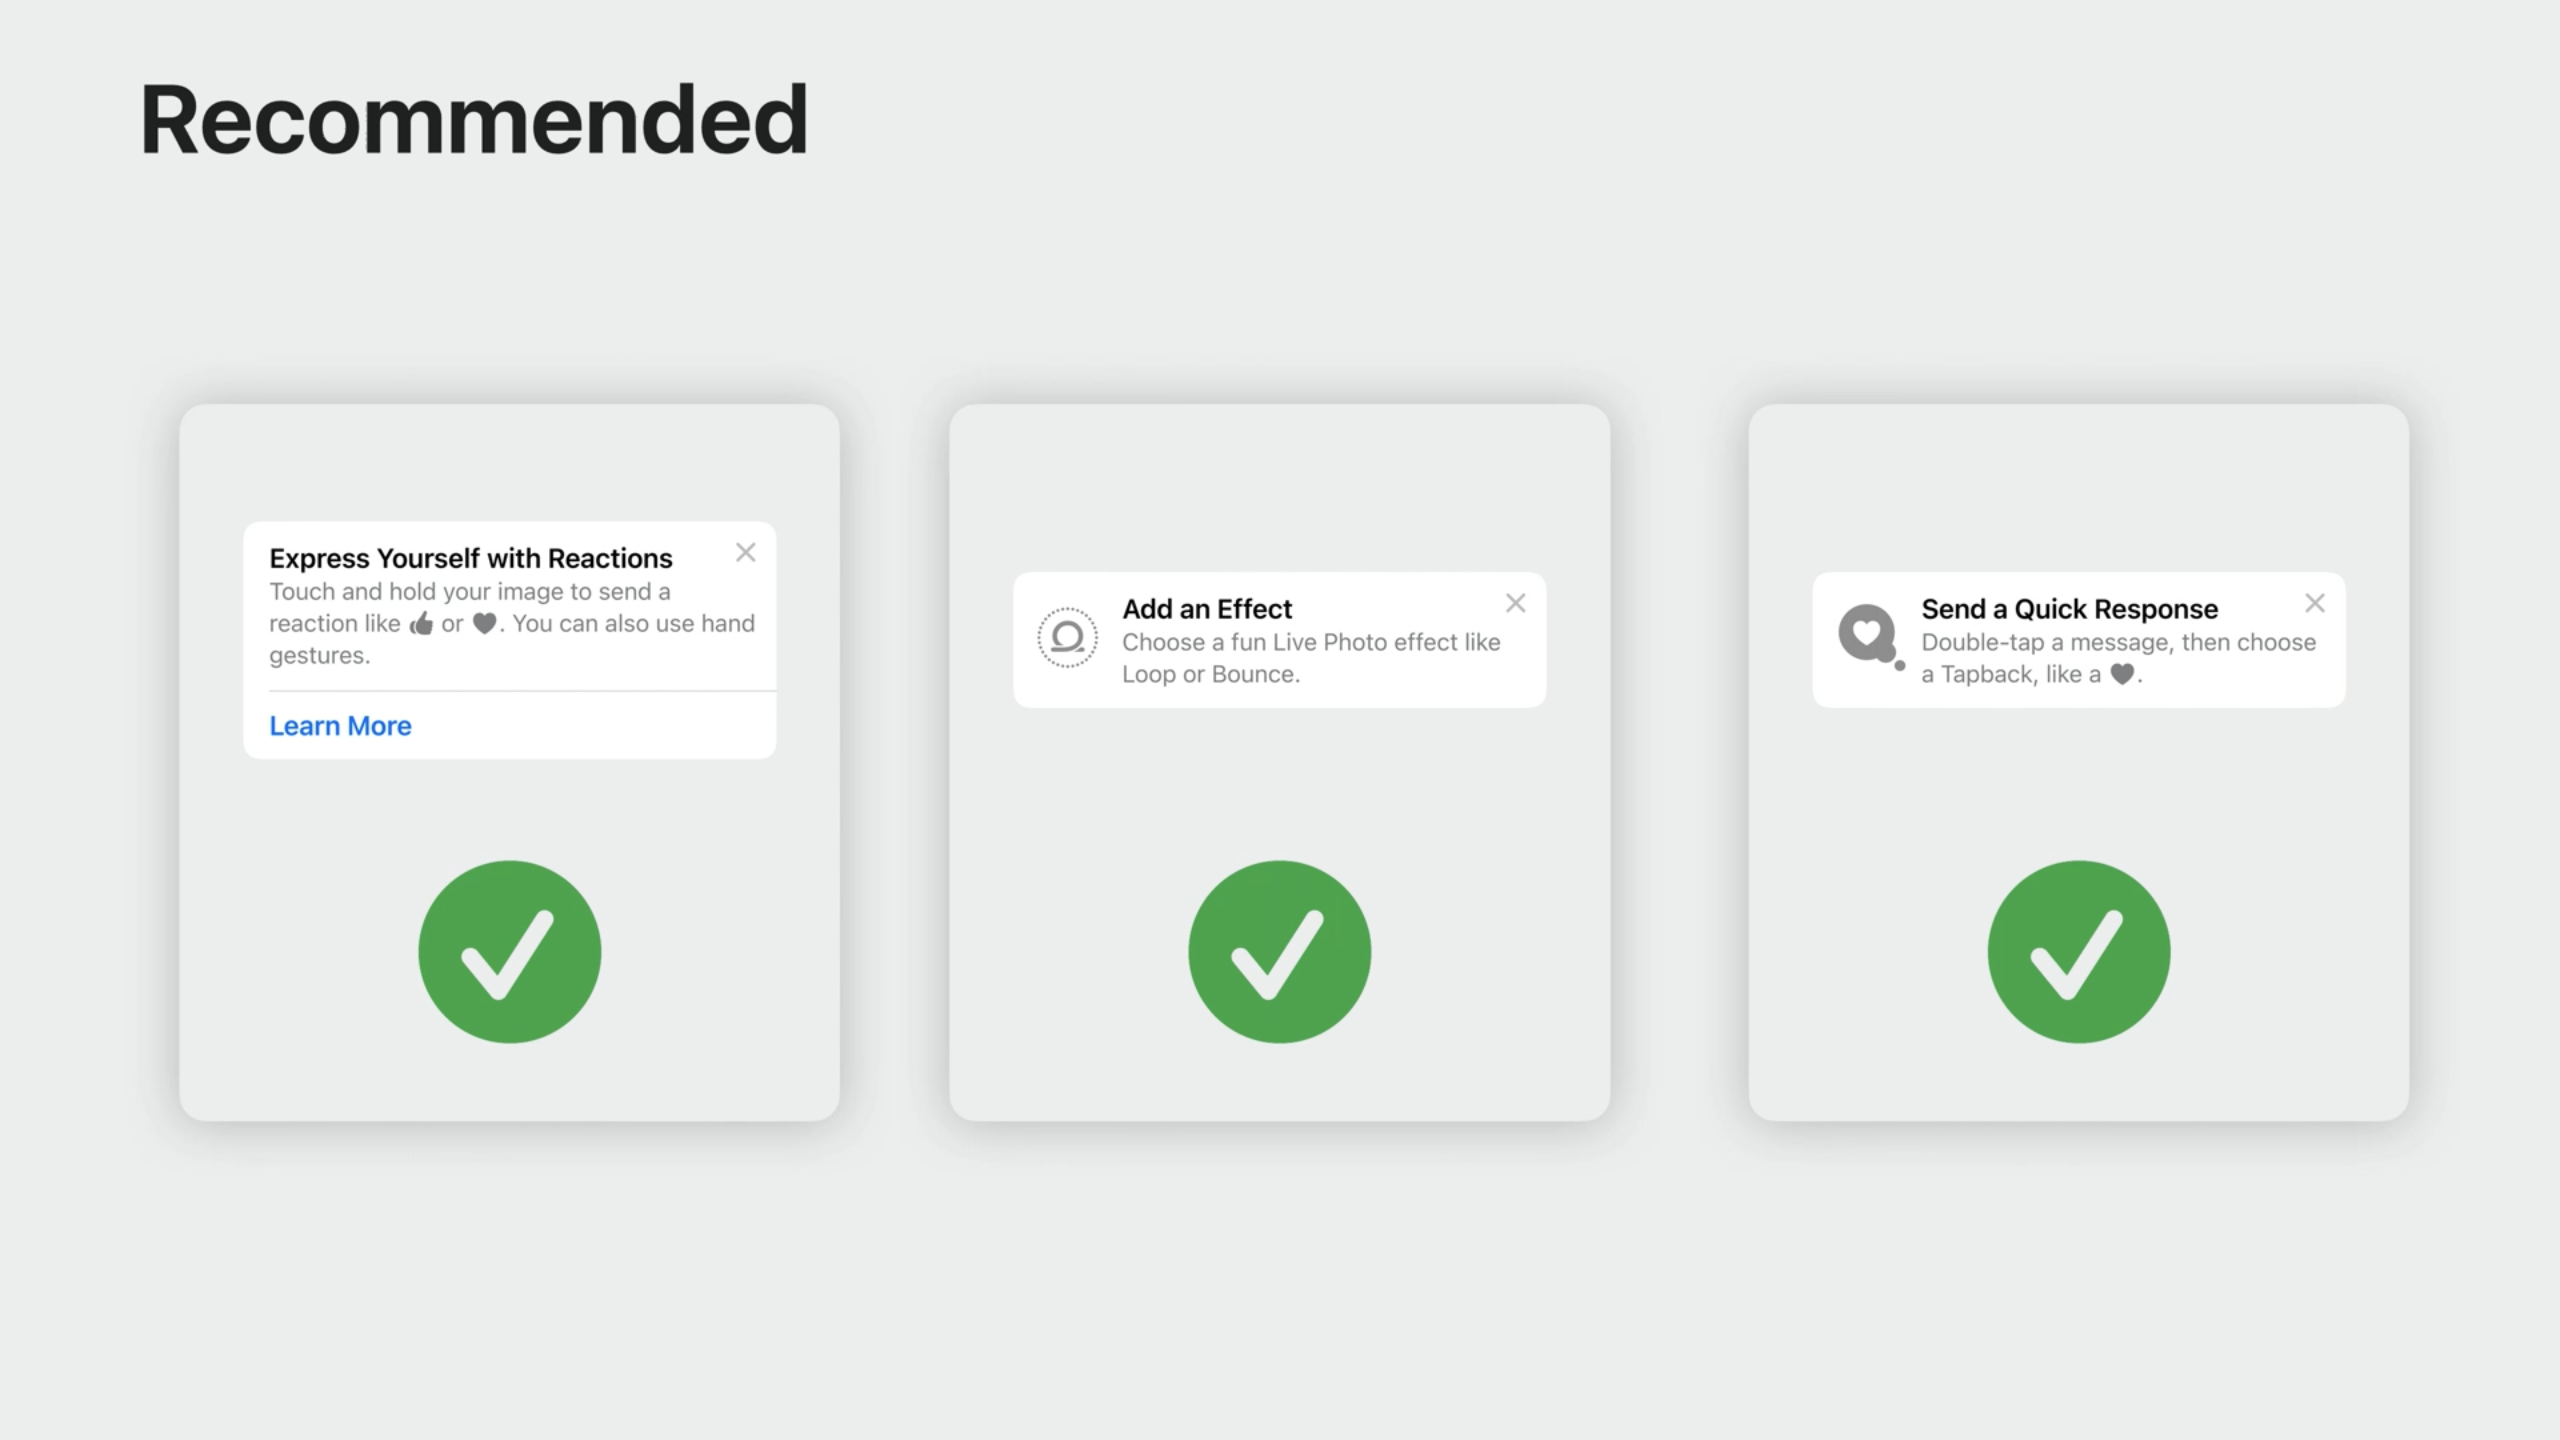 Recommended
Express Yourself with Reactions
Touch and hold your image to send a
reaction like 👍 or ♥. You can also use hand
gestures.
Learn More
Add an Effect
Choose a fun Live Photo effect like
Loop or Bounce.
Send a Quick Response
Double-tap a message, then choose
a Tapback, like a ♥.